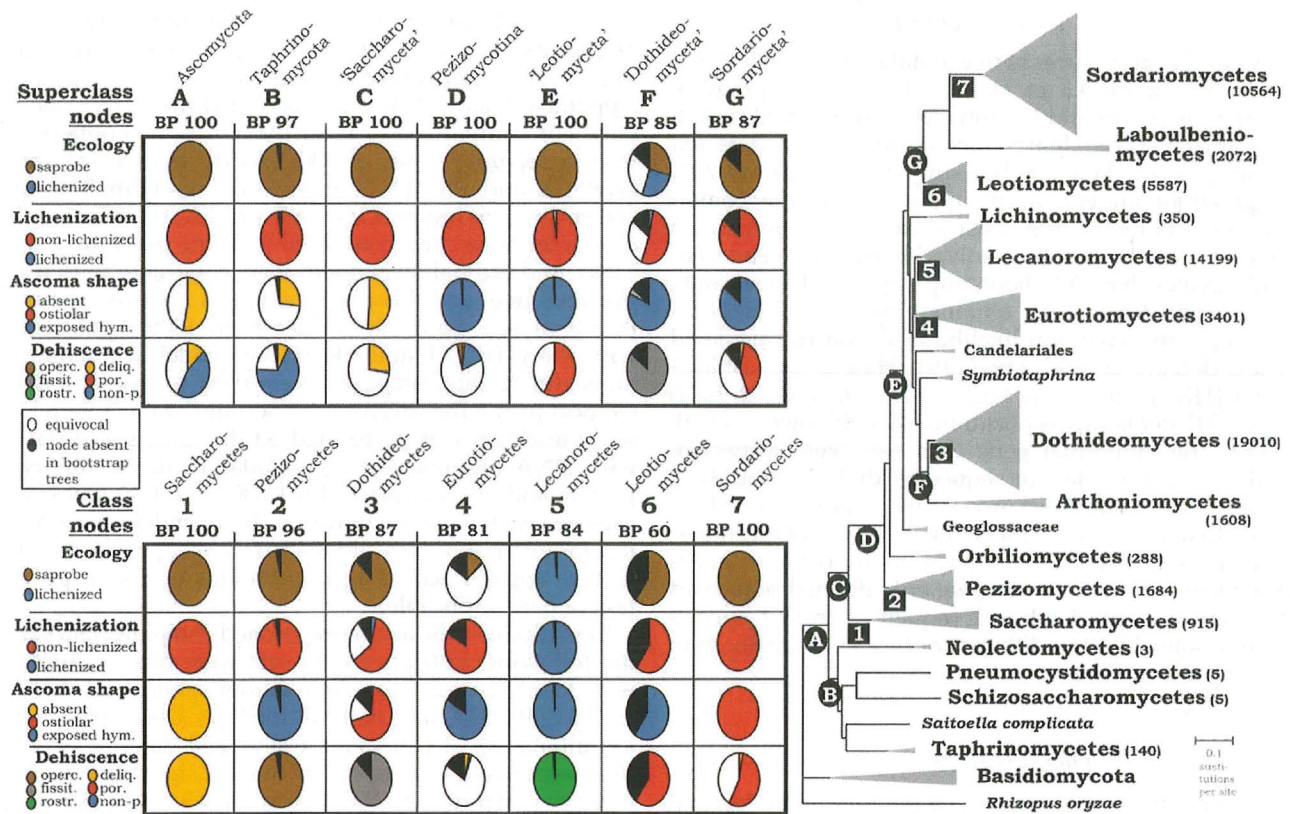 Ascomycota
Taphrino-
mycota
'Saccharo-
myceta'
Pezizo-
mycotina
'Leotio-
myceta'
'Dothideo-
myceta'
'Sordario-
myceta'
Superclass
nodes
A B C D E F G
BP 100 BP 97 BP 100 BP 100 BP 100 BP 85 BP 87
Ecology
saprobe
lichenized
Lichenization
non-lichenized
lichenized
Ascoma shape
absent
ostiolar
exposed hym.
Dehiscence
operc. deliq.
fissit. por.
rostr. non-p.
equivocal
node absent
in bootstrap
trees
Saccharo-
mycetes
Pezizo-
mycetes
Dothideo-
mycetes
Eurotio-
mycetes
Lecanoro-
mycetes
Leotio-
mycetes
Sordario-
mycetes
Class
nodes
1 2 3 4 5 6 7
BP 100 BP 96 BP 87 BP 81 BP 84 BP 60 BP 100
Ecology
saprobe
lichenized
Lichenization
non-lichenized
lichenized
Ascoma shape
absent
ostiolar
exposed hym.
Dehiscence
operc. deliq.
fissit. por.
rostr. non-p.
7
Sordariomycetes
(10564)
Laboulbenio-
mycetes (2072)
G
6
Leotiomycetes (5587)
Lichinomycetes (350)
5
Lecanoromycetes
(14199)
4
Eurotiomycetes (3401)
Candelariales
E
Symbiotaphrina
3
Dothideomycetes (19010)
F
Arthoniomycetes
(1608)
Geoglossaceae
D
Orbiliomycetes (288)
C
2
Pezizomycetes (1684)
1
Saccharomycetes (915)
A
Neolectomycetes (3)
Pneumocystidomycetes (5)
B
Schizosaccharomycetes (5)
Saitoella complicata
Taphrinomycetes (140)
Basidiomycota
Rhizopus oryzae
0.1
susti-
tutions
per site